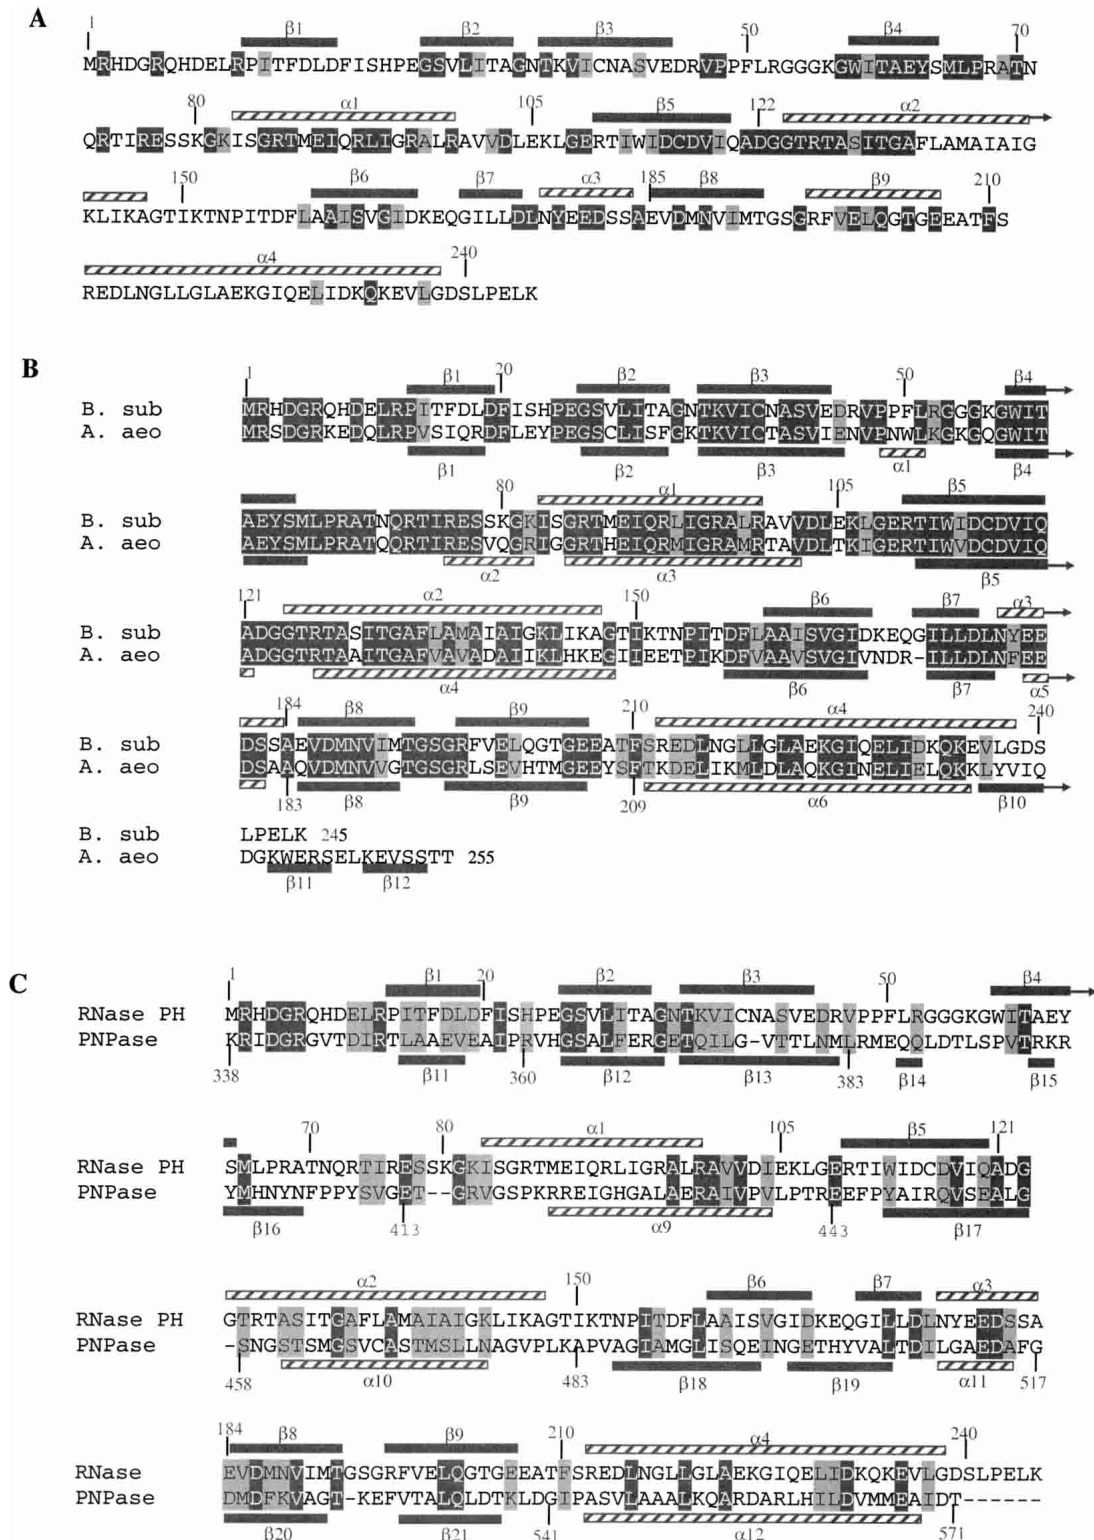 A
1 50 70
β1 β2 β3 β4
MRHDGRQHDELRPITFDLDFISHPEGSVLITAGNTKVICNASVEDRVPPFLRGGGKGWITAEYSMLPRATN
80 α1 105 β5 122 α2
QRTIRESSKGKISGRTMEIQRLIGRALRAVVDLEKLGERTIWIDCDVIQADGGTRTASITGAFLAMAIAIG
150 β6 β7 α3 185 β8 β9 210
KLIKAGTIKTNPITDFLAAISVGIDKEQGILLDLNYEEDSSAEVDMNVIMTGSGRFVELQGTGEEATFS
α4 240
REDLNGLLGLAEKGIQELIDKQKEVLGDSLPELK
B
1 β1 20 β2 β3 50 β4
B. sub MRHDGRQHDELRPITFDLDFISHPEGSVLITAGNTKVICNASVEDRVPPFLRGGGKGWIT
A. aeo MRSDGRKEDQLRPVSIQRDFLEYPEGSCLISFGKTKVICTASVIENVPNWLKGKGQGWIT
β1 β2 β3 α1 β4
80 α1 105 β5
B. sub AEYSMLPRATNQRTIRESSKGKISGRTMEIQRLIGRALRAVVDLEKLGERTIWIDCDVIQ
A. aeo AEYSMLPRATQQRTIRESVQGRIGGRTHEIQRMIGRAMRTAVDLTKIGERTIWVDCDVIQ
α2 α3 β5
121 α2 150 β6 β7 α3
B. sub ADGGTRTASITGAFLAMAIAIGKLIKAGTIKTNPITDFLAAISVGIDKEQGILLDLNYEE
A. aeo ADGGTRTAAITGAFVAVADAIIKLHKEGIIEETPIKDFVAAVSVGIVNDR-ILLDLNFEE
α4 β6 β7 α5
184 β8 β9 210 α4 240
B. sub DSSAEVDMNVIMTGSGRFVELQGTGEEATFSREDLNGLLGLAEKGIQELIDKQKEVLGDS
A. aeo DSAAQVDMNVVGTGSGRLSEVHTMGEEYSFTKDELIKMLDLAQKGINELIELQKKLYVIQ
183 β8 β9 209 α6 β10
B. sub LPELK 245
A. aeo DGKWERSELKEVSSTT 255
β11 β12
C
1 β1 20 β2 β3 50 β4
RNase PH MRHDGRQHDELRPITFDLDFISHPEGSVLITAGNTKVICNASVEDRVPPFLRGGGKGWITAEY
PNPase KRIDGRGVTDIRTLAAEVEAIPRVHGSALFERGETQILG-VTTLNMLRMEQQLDTLSPVTRKR
338 β11 360 β12 β13 383 β14 β15
70 80 α1 105 β5 121
RNase PH SMLPRATNQRTIRESSKGKISGRTMEIQRLIGRALRAVVDIEKLGERTIWIDCDVIQADG
PNPase YMHNYNFPPYSVGET--GRVGSPKRREIGHGALAERAIVPVLPTREEFPYAIRQVSEALG
β16 413 α9 443 β17
α2 150 β6 β7 α3
RNase PH GTRTASITGAFLAMAIAIGKLIKAGTIKTNPITDFLAAISVGIDKEQGILLDLNYEEDSSA
PNPase -SNGSTSMGSVCASTMSLLNAGVPLKAPVAGIAMGLISQEINGETHYVALTDILGAEDAFG
458 α10 483 β18 β19 α11 517
184 β8 β9 210 α4 240
RNase EVDMNVIMTGSGRFVELQGTGEEATFSREDLNGLLGLAEKGIQELIDKQKEVLGDSLPELK
PNPase DMDFKVAGT-KEFVTALQLDTKLDGIPASVLAAALKQARDARLHILDVMMEAIDT------
β20 β21 541 α12 571